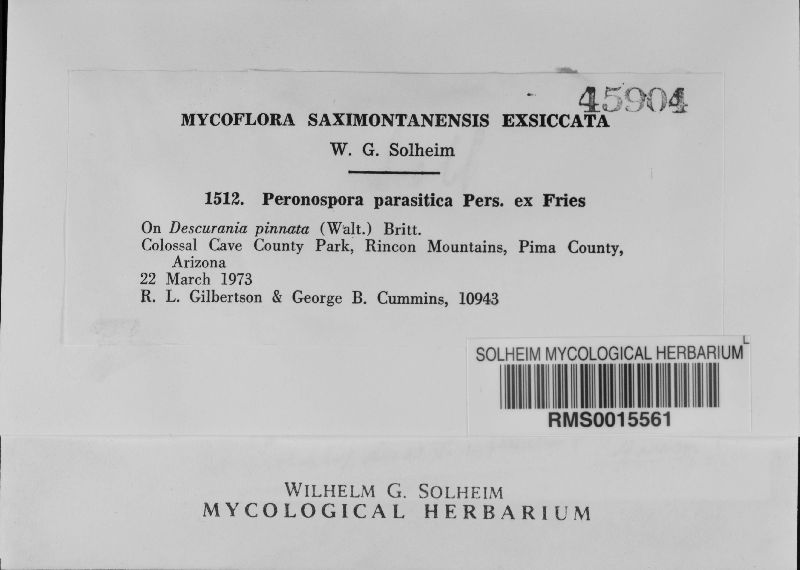 45904
MYCOFLORA SAXIMONTANENSIS EXSICCATA
W. G. Solheim
1512. Peronospora parasitica Pers. ex Fries
On Descurania pinnata (Walt.) Britt.
Colossal Cave County Park, Rincon Mountains, Pima County,
Arizona
22 March 1973
R. L. Gilbertson & George B. Cummins, 10943
SOLHEIM MYCOLOGICAL HERBARIUM
RMS0015561
WILHELM G. SOLHEIM
MYCOLOGICAL HERBARIUM